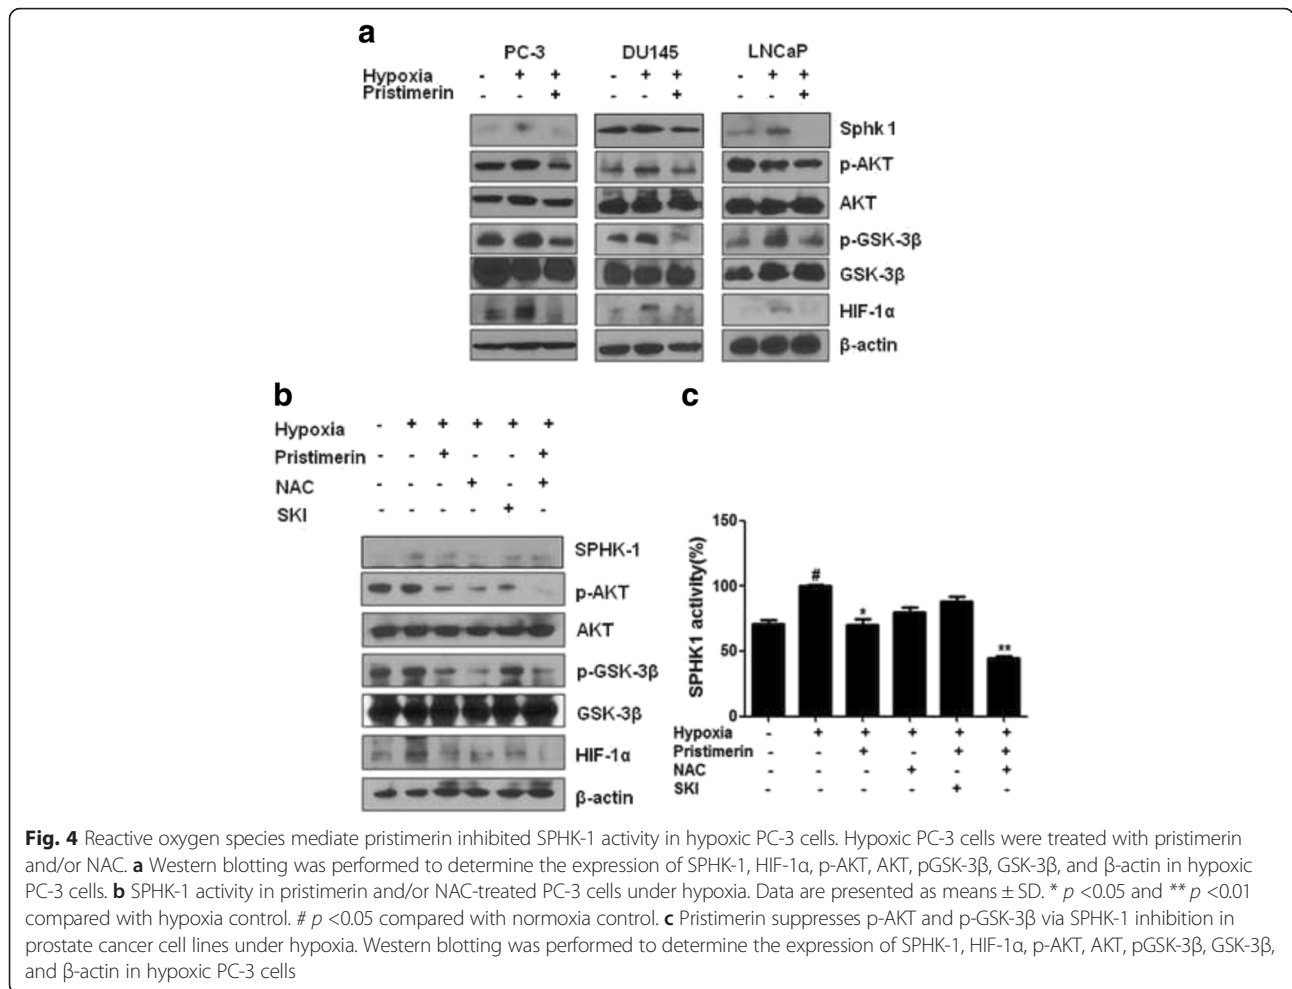 a
PC-3 DU145 LNCaP
Hypoxia - + + - + + - + +
Pristimerin - - + - - + - - +
Sphk 1
p-AKT
AKT
p-GSK-3β
GSK-3β
HIF-1α
β-actin
b
Hypoxia - + + + + +
Pristimerin - - + - - +
NAC - - - + - +
SKI - - - - + -
SPHK-1
p-AKT
AKT
p-GSK-3β
GSK-3β
HIF-1α
β-actin
c
SPHK1 activity(%)
150
100
50
0
#
*
**
Hypoxia - + + + + +
Pristimerin - - + - + +
NAC - - - + - +
SKI - - - - + -
Fig. 4 Reactive oxygen species mediate pristimerin inhibited SPHK-1 activity in hypoxic PC-3 cells. Hypoxic PC-3 cells were treated with pristimerin
and/or NAC. a Western blotting was performed to determine the expression of SPHK-1, HIF-1α, p-AKT, AKT, pGSK-3β, GSK-3β, and β-actin in hypoxic
PC-3 cells. b SPHK-1 activity in pristimerin and/or NAC-treated PC-3 cells under hypoxia. Data are presented as means ± SD. * p <0.05 and ** p <0.01
compared with hypoxia control. # p <0.05 compared with normoxia control. c Pristimerin suppresses p-AKT and p-GSK-3β via SPHK-1 inhibition in
prostate cancer cell lines under hypoxia. Western blotting was performed to determine the expression of SPHK-1, HIF-1α, p-AKT, AKT, pGSK-3β, GSK-3β,
and β-actin in hypoxic PC-3 cells